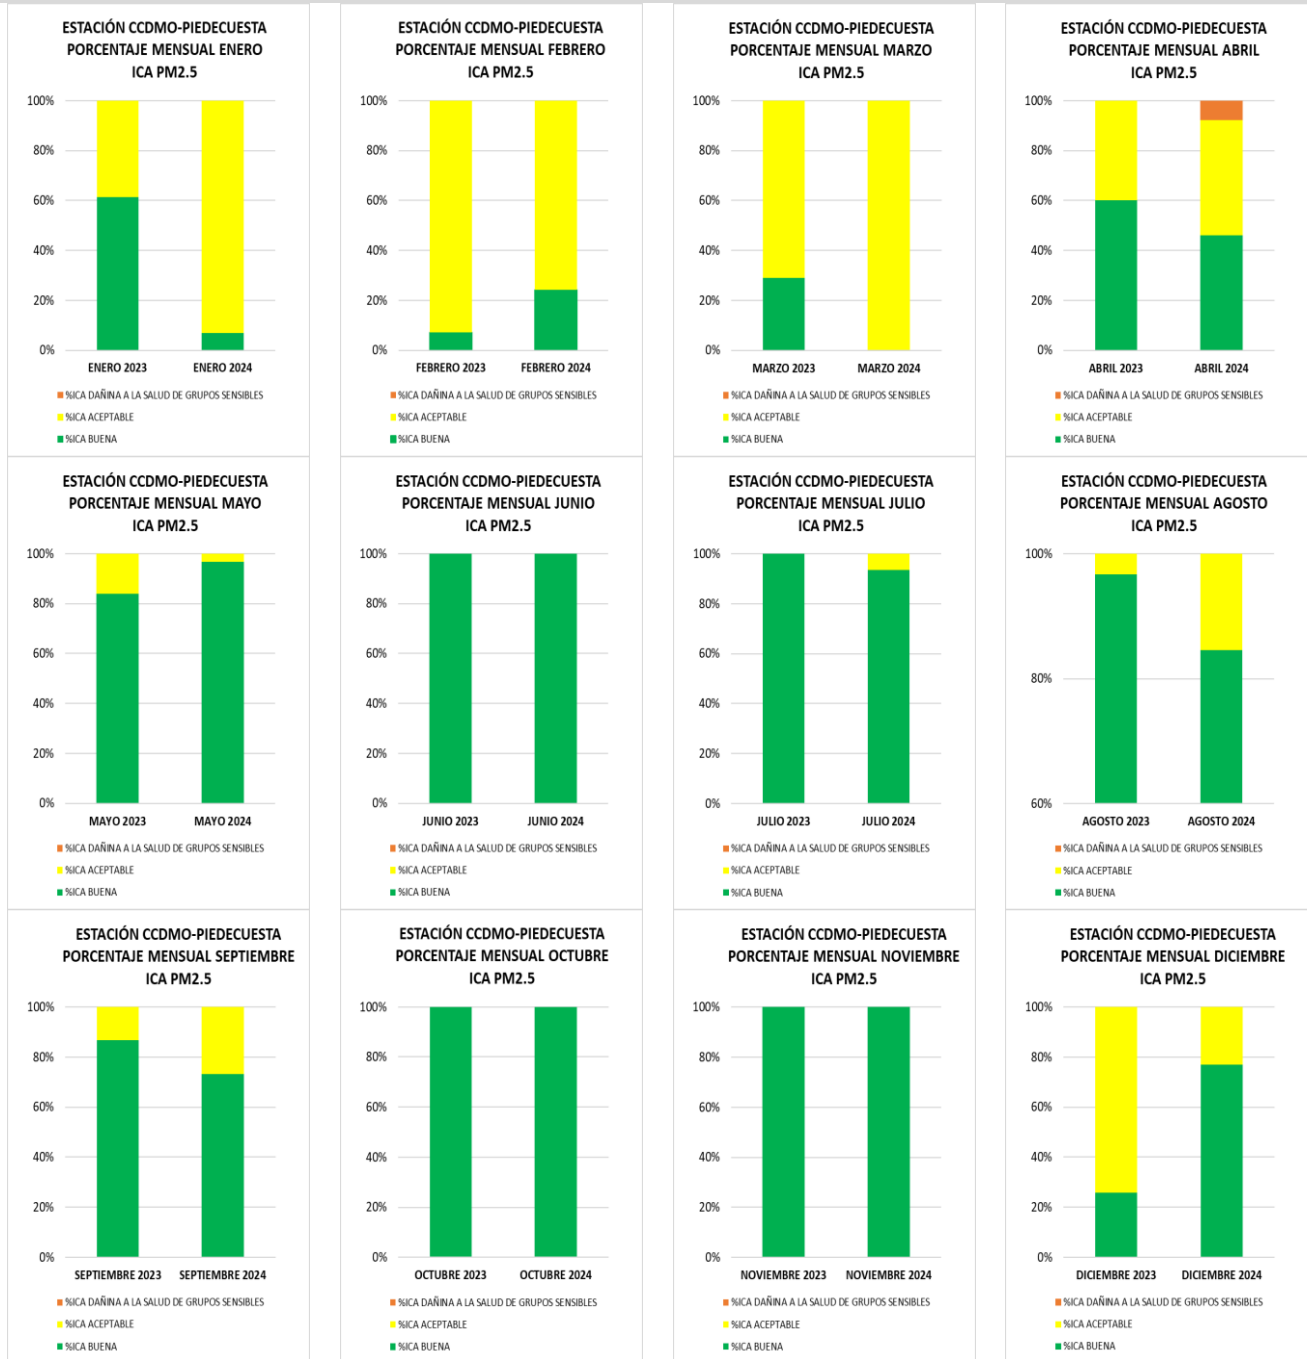 ESTACIÓN CCDMO-PIEDECUESTA
PORCENTAJE MENSUAL ENERO
ICA PM2.5
100%
80%
60%
40%
20%
0%
ENERO 2023 ENERO 2024
%ICA DAÑINA A LA SALUD DE GRUPOS SENSIBLES
%ICA ACEPTABLE
%ICA BUENA
ESTACIÓN CCDMO-PIEDECUESTA
PORCENTAJE MENSUAL FEBRERO
ICA PM2.5
100%
80%
60%
40%
20%
0%
FEBRERO 2023 FEBRERO 2024
%ICA DAÑINA A LA SALUD DE GRUPOS SENSIBLES
%ICA ACEPTABLE
%ICA BUENA
ESTACIÓN CCDMO-PIEDECUESTA
PORCENTAJE MENSUAL MARZO
ICA PM2.5
100%
80%
60%
40%
20%
0%
MARZO 2023 MARZO 2024
%ICA DAÑINA A LA SALUD DE GRUPOS SENSIBLES
%ICA ACEPTABLE
%ICA BUENA
ESTACIÓN CCDMO-PIEDECUESTA
PORCENTAJE MENSUAL ABRIL
ICA PM2.5
100%
80%
60%
40%
20%
0%
ABRIL 2023 ABRIL 2024
%ICA DAÑINA A LA SALUD DE GRUPOS SENSIBLES
%ICA ACEPTABLE
%ICA BUENA
ESTACIÓN CCDMO-PIEDECUESTA
PORCENTAJE MENSUAL MAYO
ICA PM2.5
100%
80%
60%
40%
20%
0%
MAYO 2023 MAYO 2024
%ICA DAÑINA A LA SALUD DE GRUPOS SENSIBLES
%ICA ACEPTABLE
%ICA BUENA
ESTACIÓN CCDMO-PIEDECUESTA
PORCENTAJE MENSUAL JUNIO
ICA PM2.5
100%
80%
60%
40%
20%
0%
JUNIO 2023 JUNIO 2024
%ICA DAÑINA A LA SALUD DE GRUPOS SENSIBLES
%ICA ACEPTABLE
%ICA BUENA
ESTACIÓN CCDMO-PIEDECUESTA
PORCENTAJE MENSUAL JULIO
ICA PM2.5
100%
80%
60%
40%
20%
0%
JULIO 2023 JULIO 2024
%ICA DAÑINA A LA SALUD DE GRUPOS SENSIBLES
%ICA ACEPTABLE
%ICA BUENA
ESTACIÓN CCDMO-PIEDECUESTA
PORCENTAJE MENSUAL AGOSTO
ICA PM2.5
100%
80%
60%
AGOSTO 2023 AGOSTO 2024
%ICA DAÑINA A LA SALUD DE GRUPOS SENSIBLES
%ICA ACEPTABLE
%ICA BUENA
ESTACIÓN CCDMO-PIEDECUESTA
PORCENTAJE MENSUAL SEPTIEMBRE
ICA PM2.5
100%
80%
60%
40%
20%
0%
SEPTIEMBRE 2023 SEPTIEMBRE 2024
%ICA DAÑINA A LA SALUD DE GRUPOS SENSIBLES
%ICA ACEPTABLE
%ICA BUENA
ESTACIÓN CCDMO-PIEDECUESTA
PORCENTAJE MENSUAL OCTUBRE
ICA PM2.5
100%
80%
60%
40%
20%
0%
OCTUBRE 2023 OCTUBRE 2024
%ICA DAÑINA A LA SALUD DE GRUPOS SENSIBLES
%ICA ACEPTABLE
%ICA BUENA
ESTACIÓN CCDMO-PIEDECUESTA
PORCENTAJE MENSUAL NOVIEMBRE
ICA PM2.5
100%
80%
60%
40%
20%
0%
NOVIEMBRE 2023 NOVIEMBRE 2024
%ICA DAÑINA A LA SALUD DE GRUPOS SENSIBLES
%ICA ACEPTABLE
%ICA BUENA
ESTACIÓN CCDMO-PIEDECUESTA
PORCENTAJE MENSUAL DICIEMBRE
ICA PM2.5
100%
80%
60%
40%
20%
0%
DICIEMBRE 2023 DICIEMBRE 2024
%ICA DAÑINA A LA SALUD DE GRUPOS SENSIBLES
%ICA ACEPTABLE
%ICA BUENA